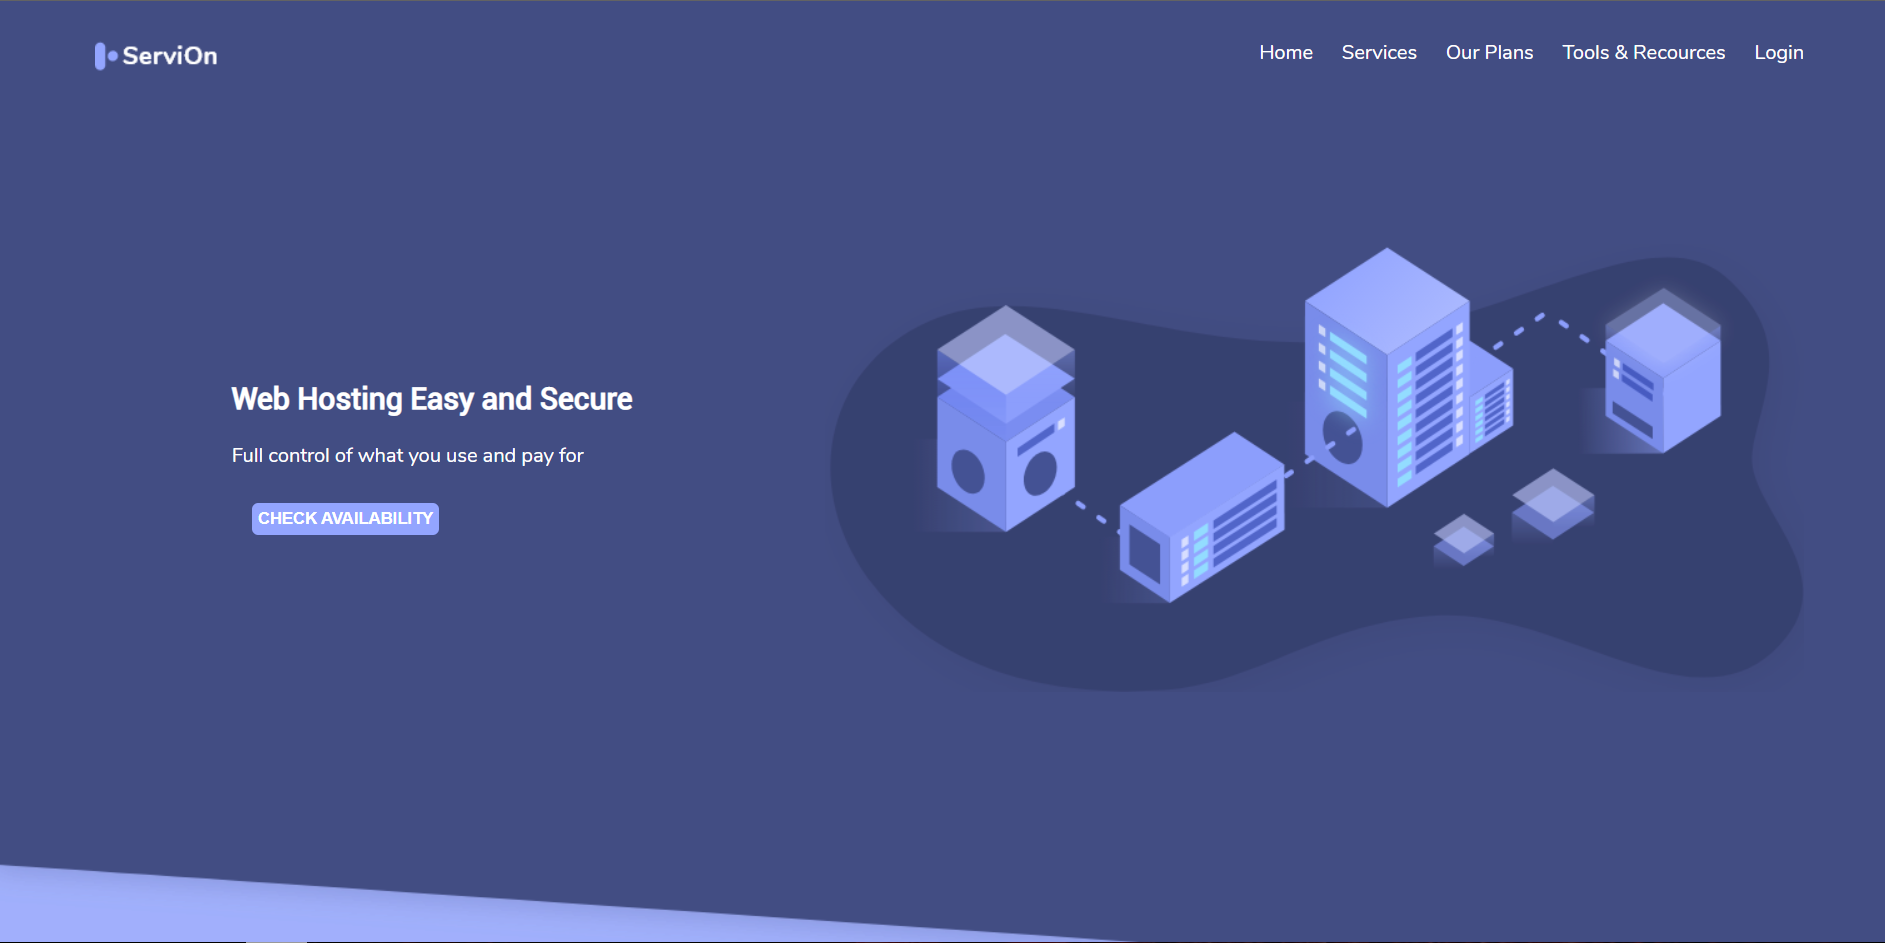 ServiOn
Home Services Our Plans Tools & Recources Login
Web Hosting Easy and Secure
Full control of what you use and pay for
CHECK AVAILABILITY